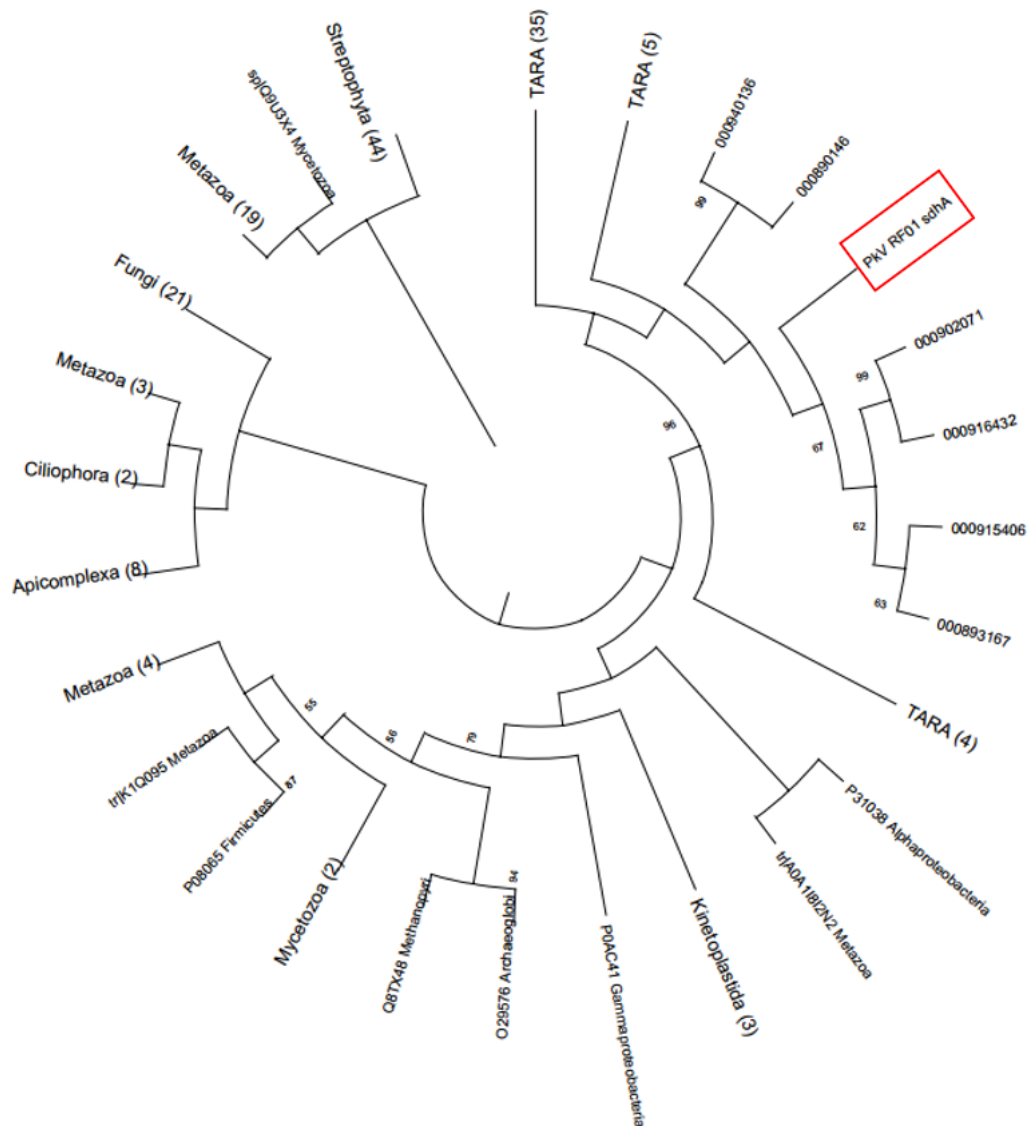 TARA (35)
TARA (5)
000940136
000890146
99
PkV RF01 sdhA
000902071
99
000916432
67
000915406
62
000893167
63
96
TARA (4)
P31038 Alphaproteobacteria
tr|A0A1I8I2N2 Metazoa
Kinetoplastida (3)
P0AC41 Gammaproteobacteria
79
O29576 Archaeoglobi
94
Q8TX48 Methanopyri
56
Mycetozoa (2)
55
P08065 Firmicutes
87
tr|K1Q095 Metazoa
Metazoa (4)
Apicomplexa (8)
Ciliophora (2)
Metazoa (3)
Fungi (21)
Metazoa (19)
sp|Q9U3X4 Mycetozoa
Streptophyta (44)